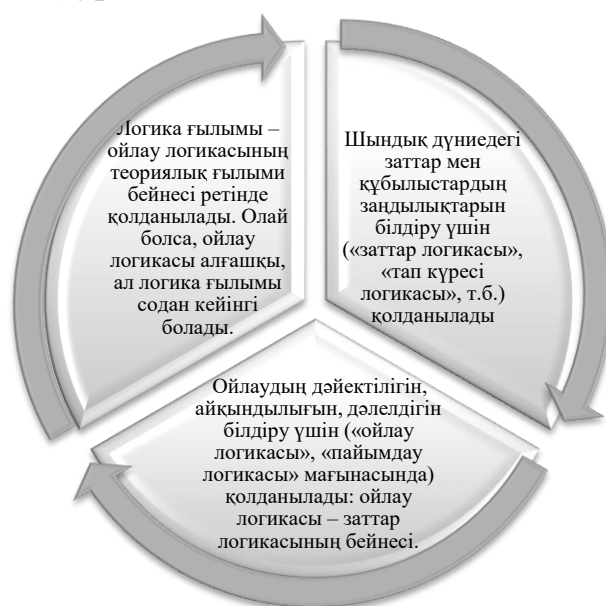 Шындық дүниедегі
заттар мен
құбылыстардың
заңдылықтарын
білдіру үшін
(«заттар логикасы»,
«тап күресі
логикасы», т.б.)
қолданылады
Ойлаудың дәйектілігін,
айқындылығын, дәлелдігін
білдіру үшін («ойлау
логикасы», «пайымдау
логикасы» мағынасында)
қолданылады: ойлау
логикасы – заттар
логикасының бейнесі.
Логика ғылымы –
ойлау логикасының
теориялық ғылыми
бейнесі ретінде
қолданылады. Олай
болса, ойлау
логикасы алғашқы,
ал логика ғылымы
содан кейінгі
болады.